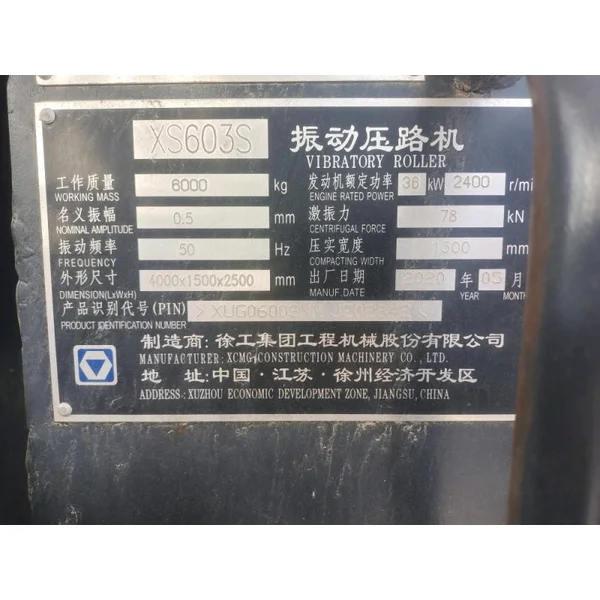 XS603S 振动压路机
VIBRATORY ROLLER
工作质量 6000 kg 发动机额定功率 36 kW 2400 r/mi
WORKING MASS ENGINE RATED POWER
名义振幅 0.5 mm 激振力 78 kN
NOMINAL AMPLITUDE CENTRIFUGAL FORCE
振动频率 50 Hz 压实宽度 1500 mm
FREQUENCY COMPACTING WIDTH
外形尺寸 4000x1500x2500 mm 出厂日期 2020 年 05 月
DIMENSION(LxWxH) MANUF.DATE YEAR MONTH
产品识别代号(PIN)
PRODUCT IDENTIFICATION NUMBER
制造商:徐工集团工程机械股份有限公司
MANUFACTURER:XCMG CONSTRUCTION MACHINERY CO., LTD.
地 址:中国·江苏·徐州经济开发区
ADDRESS:XUZHOU ECONOMIC DEVELOPMENT ZONE, JIANGSU, CHINA